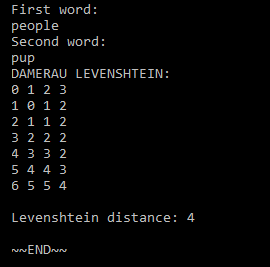 First word:
people
Second word:
pup
DAMERAU LEVENSHTEIN:
0 1 2 3
1 0 1 2
2 1 1 2
3 2 2 2
4 3 3 2
5 4 4 3
6 5 5 4
Levenshtein distance: 4
~~END~~